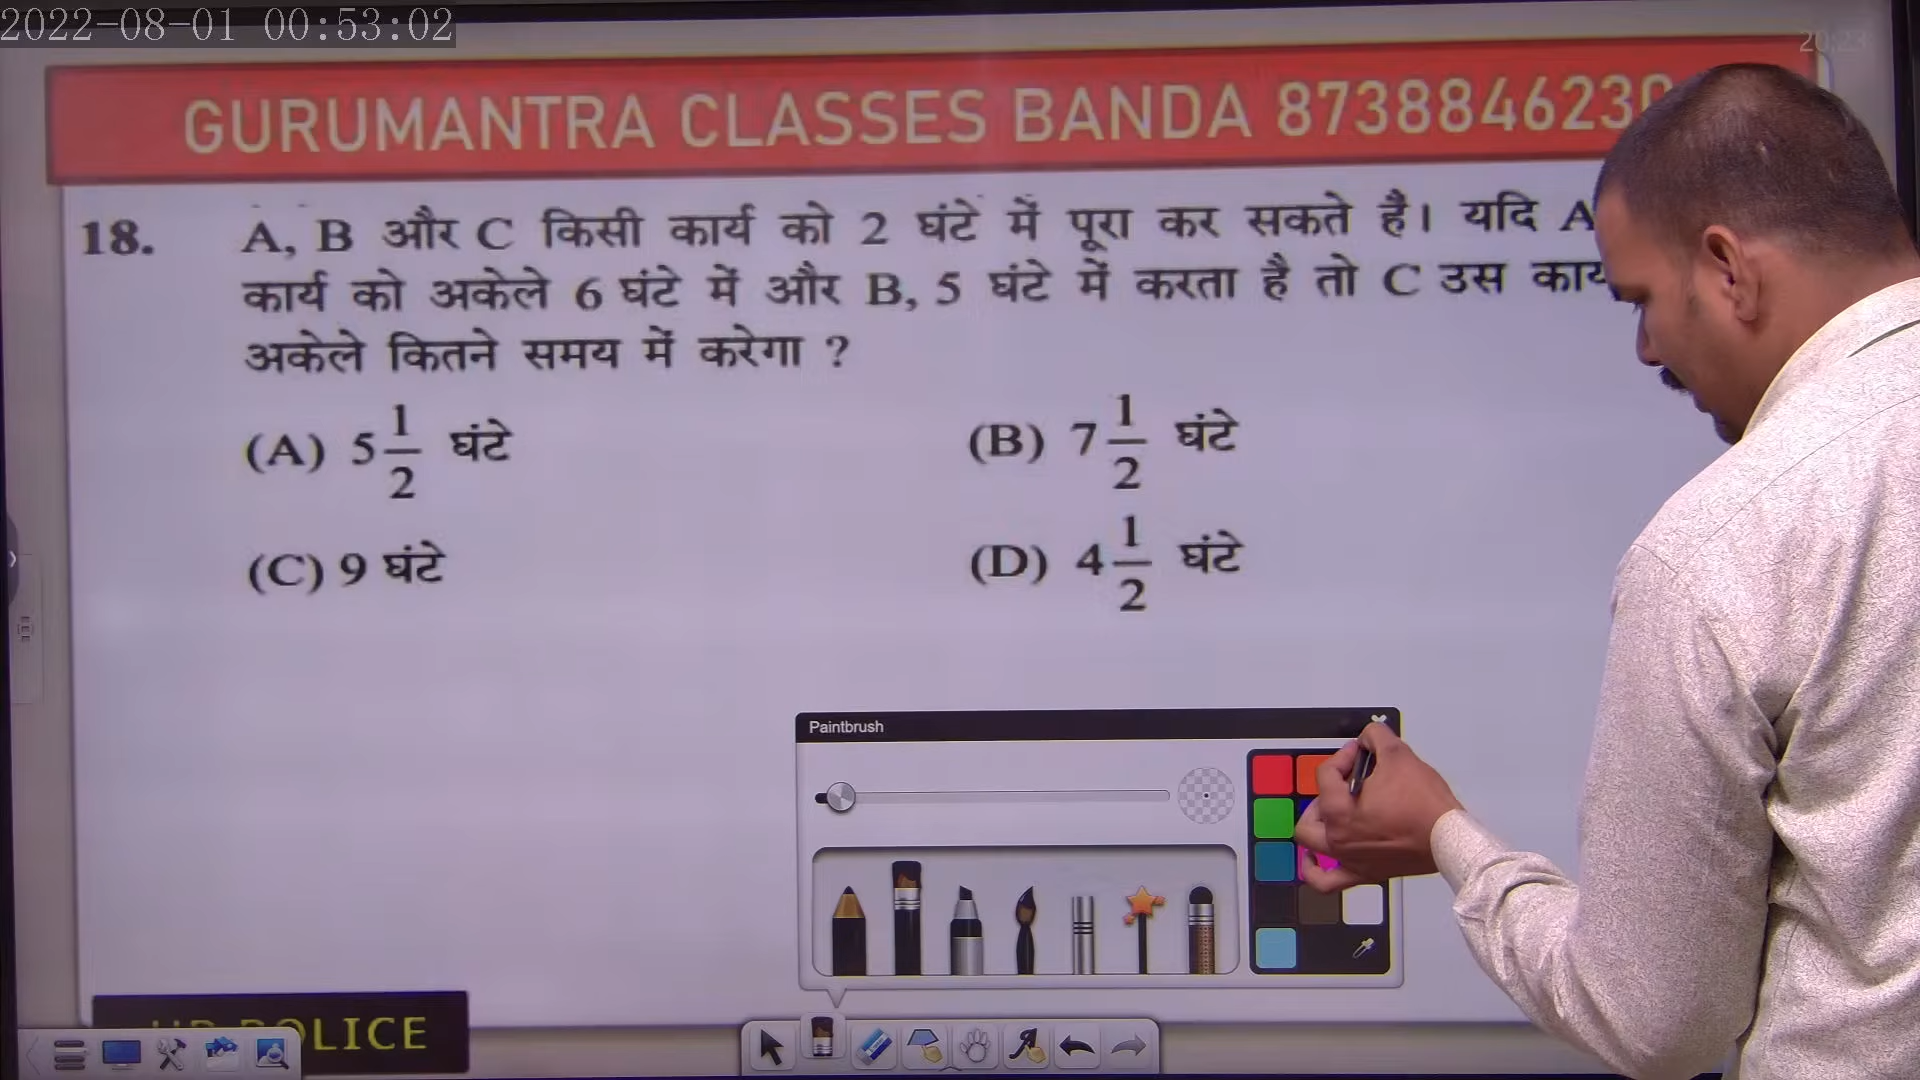 2022-08-01 00:53:02
GURUMANTRA CLASSES BANDA 873884623
18. A, B और C किसी कार्य को 2 घंटे में पूरा कर सकते है। यदि A
कार्य को अकेले 6 घंटे में और B, 5 घंटे में करता है तो C उस
अकेले कितने समय में करेगा ?
(A) 5 1/2 घंटे (B) 7 1/2 घंटे
(C) 9 घंटे (D) 4 1/2 घंटे
Paintbrush